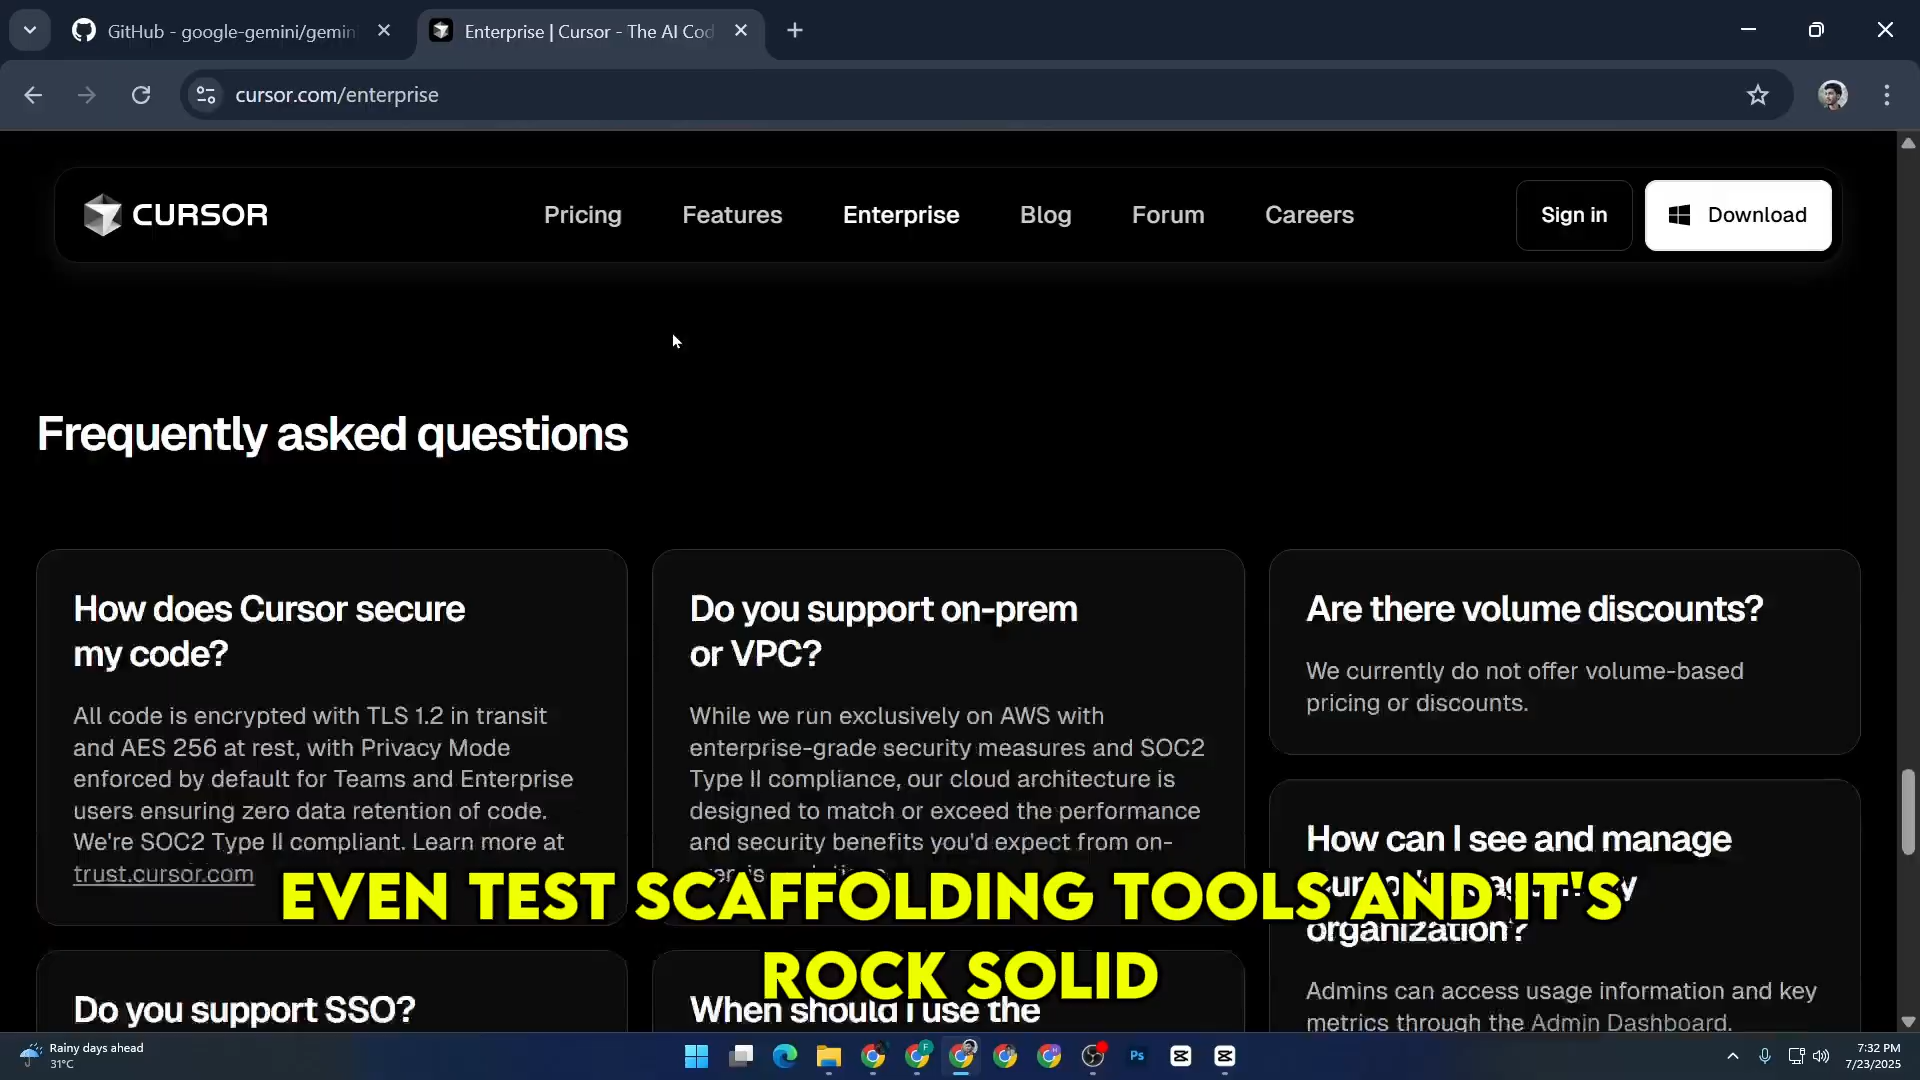 GitHub - google-gemini/gemin
Enterprise | Cursor - The AI Cod
cursor.com/enterprise
CURSOR
Pricing
Features
Enterprise
Blog
Forum
Careers
Sign in
Download
Frequently asked questions
How does Cursor secure
my code?
All code is encrypted with TLS 1.2 in transit
and AES 256 at rest, with Privacy Mode
enforced by default for Teams and Enterprise
users ensuring zero data retention of code.
We're SOC2 Type II compliant. Learn more at
trust.cursor.com
Do you support on-prem
or VPC?
While we run exclusively on AWS with
enterprise-grade security measures and SOC2
Type II compliance, our cloud architecture is
designed to match or exceed the performance
and security benefits you'd expect from on-
Are there volume discounts?
We currently do not offer volume-based
pricing or discounts.
How can I see and manage
organization?
Admins can access usage information and key
metrics through the Admin Dashboard.
Do you support SSO?
When should I use the
EVEN TEST SCAFFOLDING TOOLS AND IT'S
ROCK SOLID
Rainy days ahead
31°C
Ps
7:32 PM
7/23/2025